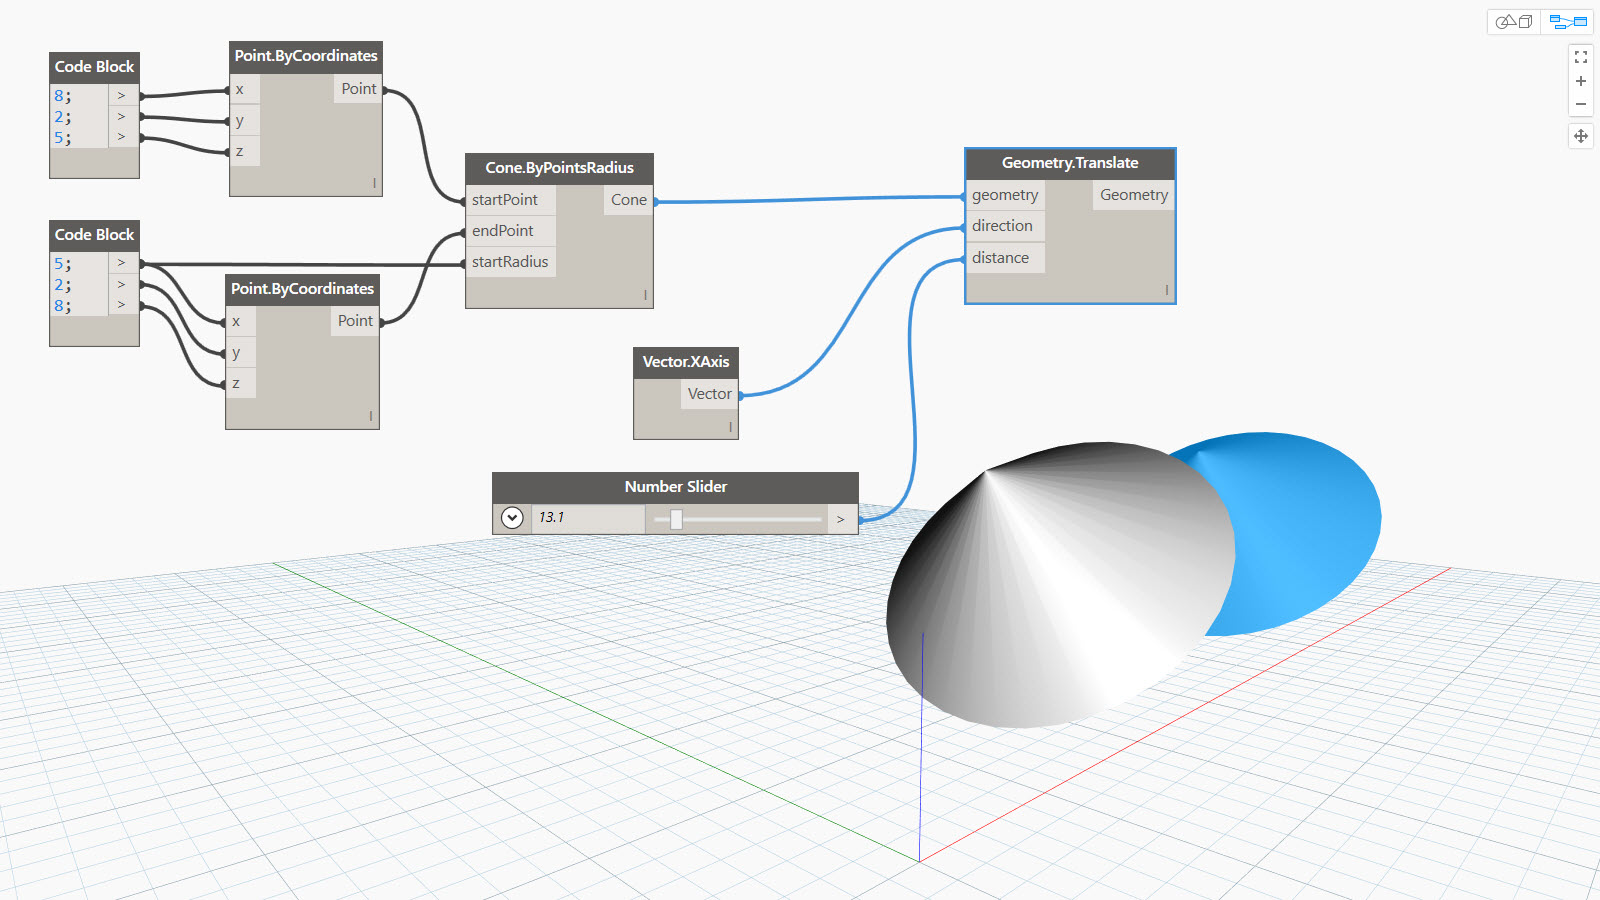 Code Block
8; >
2; >
5; >
Point.ByCoordinates
x Point
y
z
l
Code Block
5; >
2; >
8; >
Point.ByCoordinates
x Point
y
z
l
Cone.ByPointsRadius
startPoint Cone
endPoint
startRadius
l
Vector.XAxis
Vector
l
Number Slider
13.1 >
Geometry.Translate
geometry Geometry
direction
distance
l